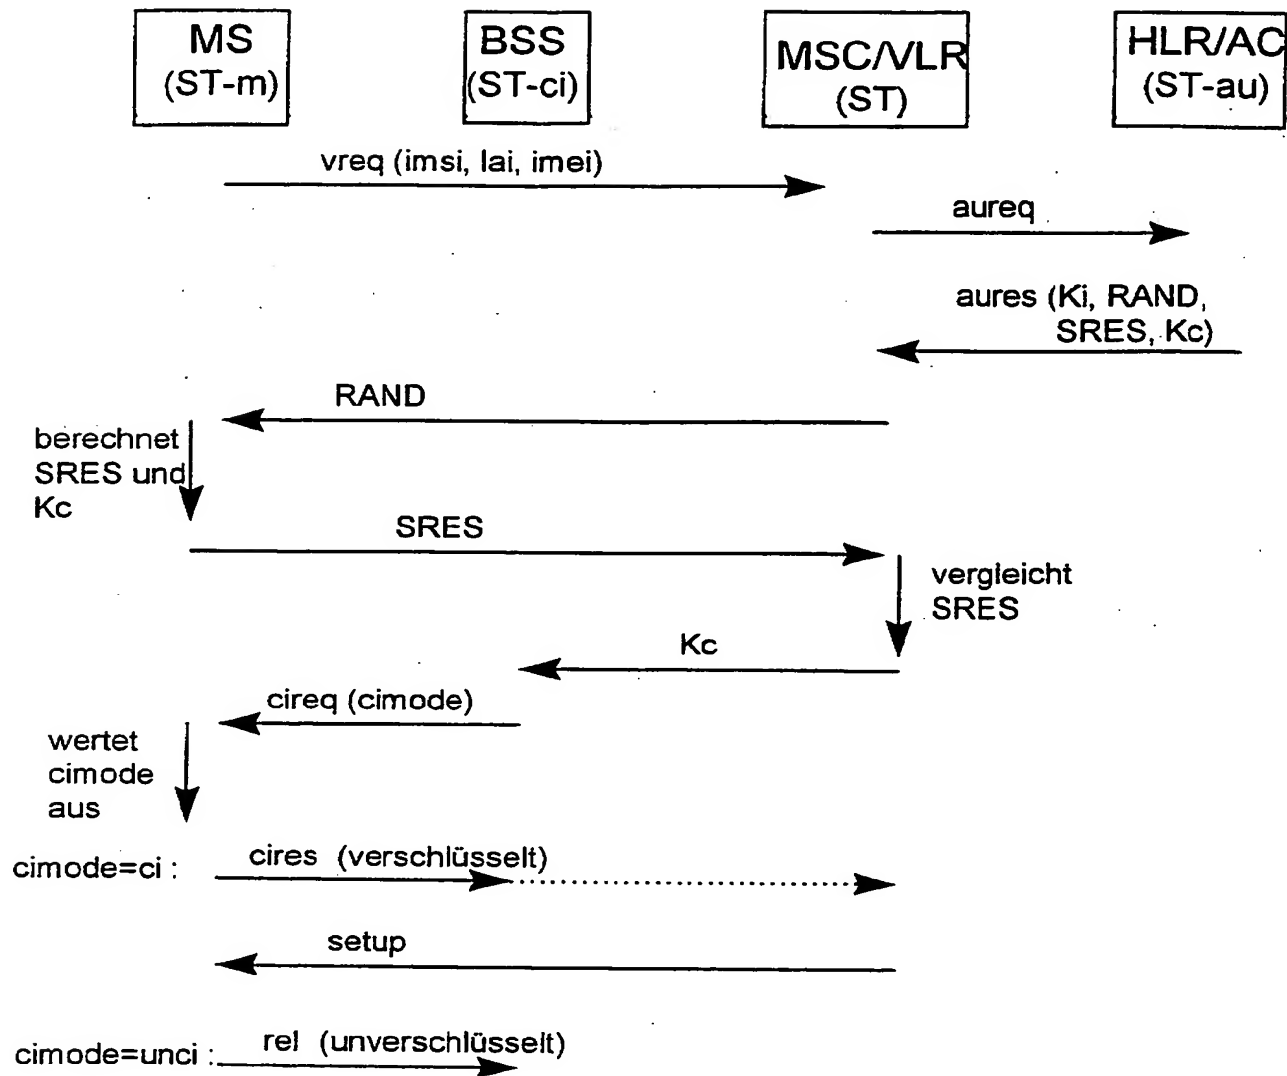 MS
(ST-m)
BSS
(ST-ci)
MSC/VLR
(ST)
HLR/AC
(ST-au)
vreq (imsi, lai, imei)
aureq
aures (Ki, RAND,
SRES, Kc)
RAND
berechnet
SRES und
Kc
SRES
vergleicht
SRES
Kc
cireq (cimode)
wertet
cimode
aus
cimode=ci :
cires (verschlüsselt)
setup
cimode=unci :
rel (unverschlüsselt)